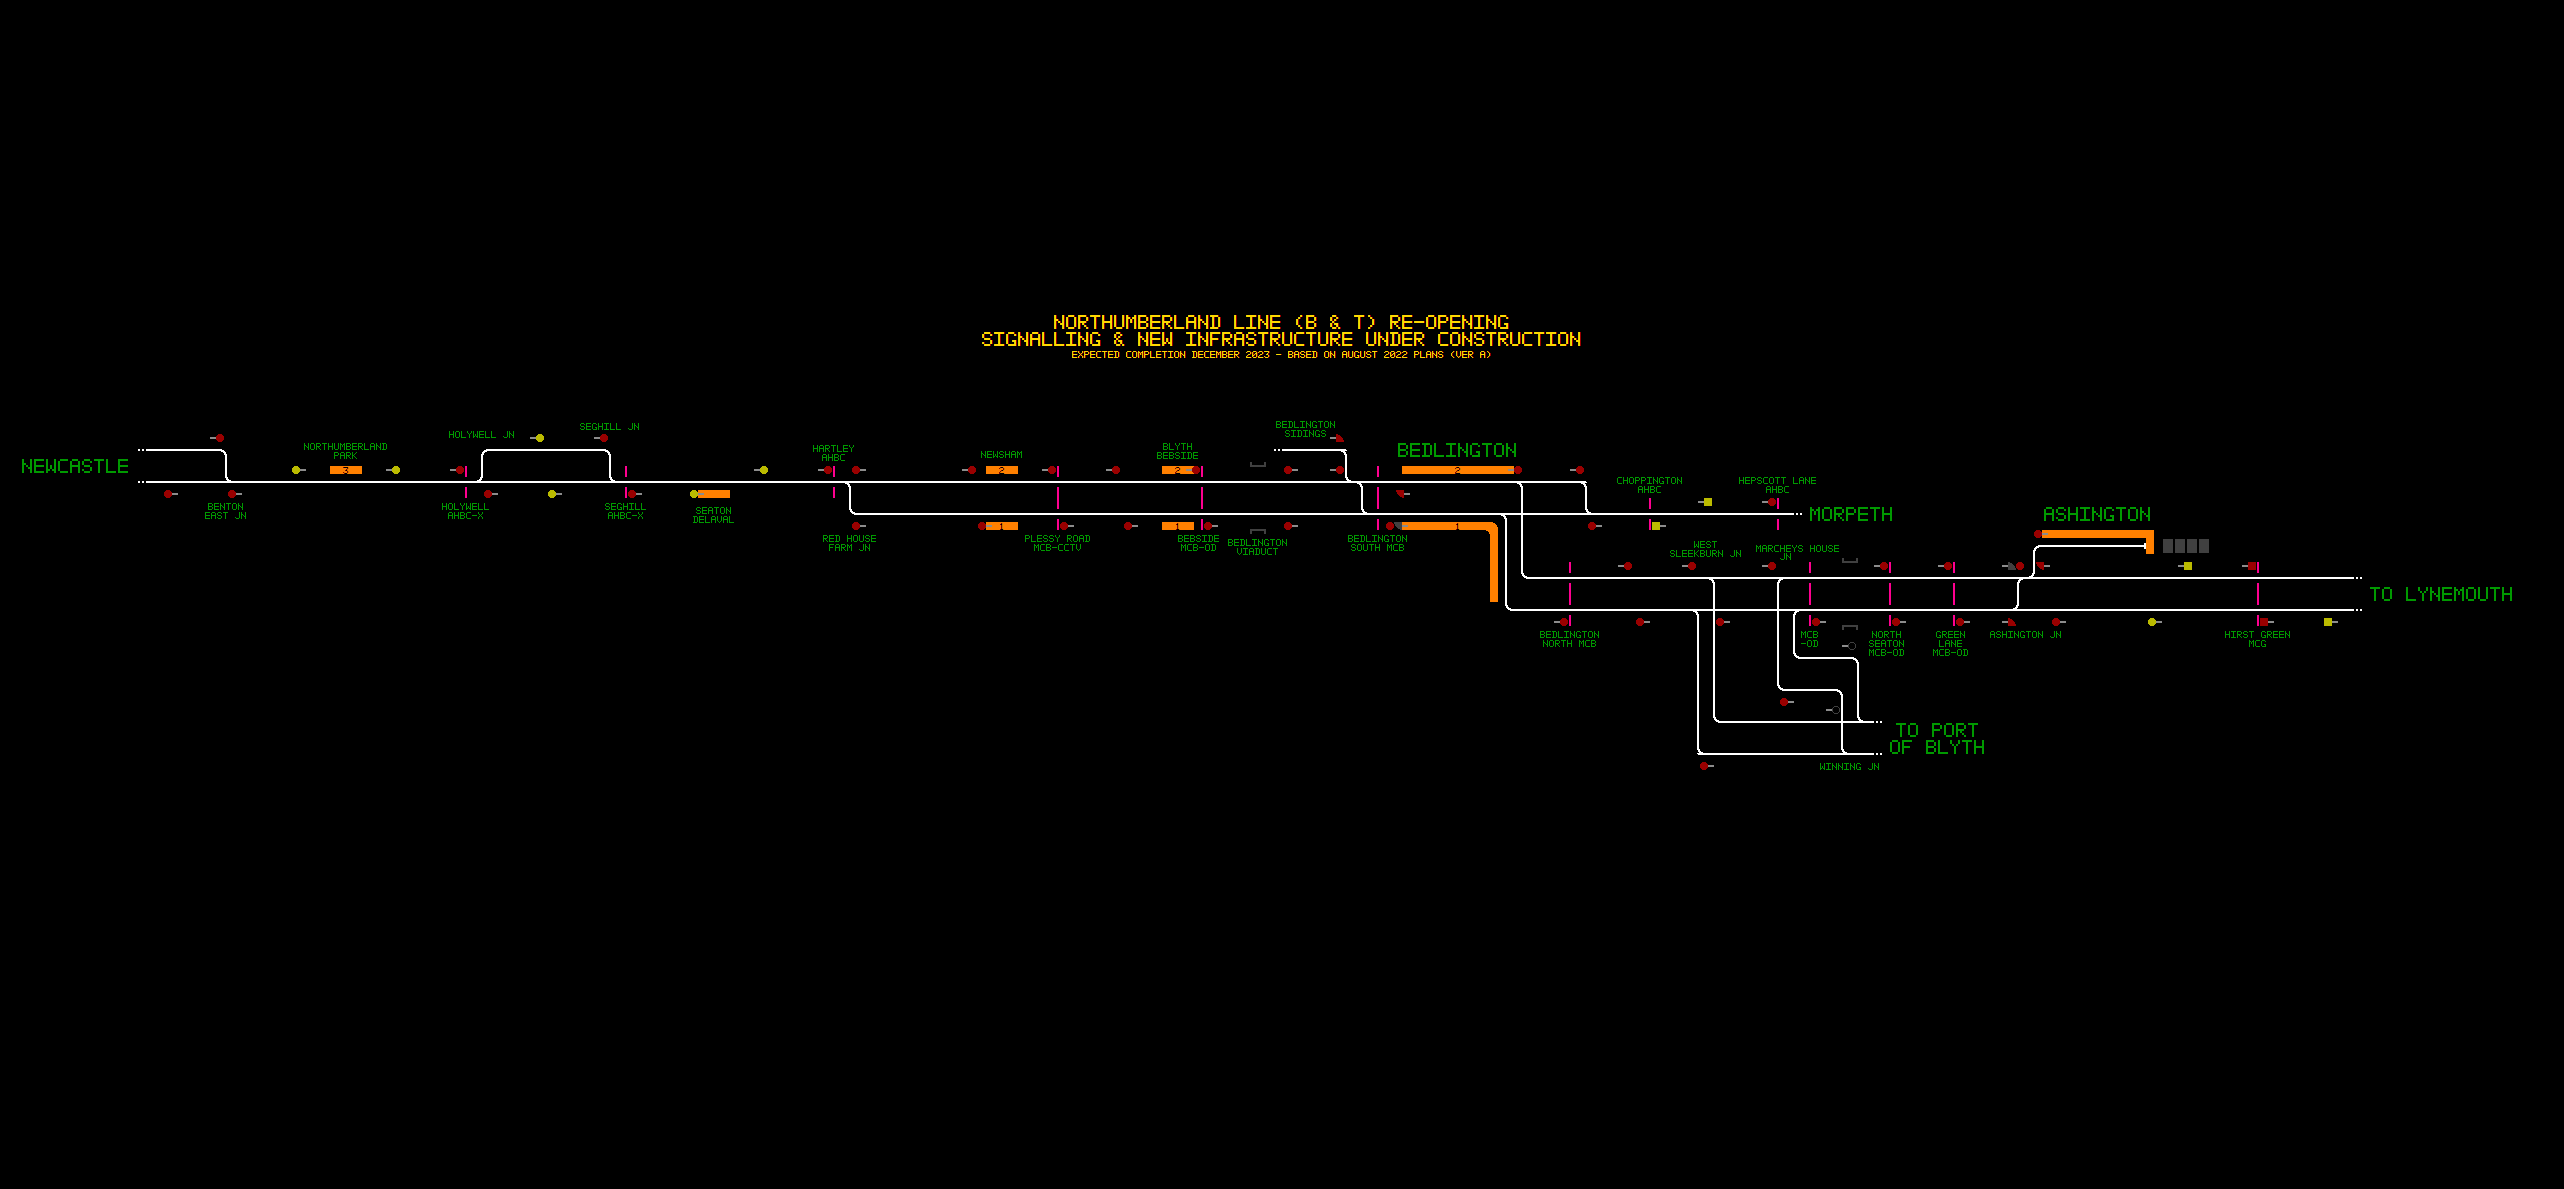 NORTHUMBERLAND LINE (B & T) RE-OPENING
SIGNALLING & NEW INFRASTRUCTURE UNDER CONSTRUCTION
EXPECTED COMPLETION DECEMBER 2023 - BASED ON AUGUST 2022 PLANS (VER A)
NEWCASTLE
BENTON
EAST JN
NORTHUMBERLAND
PARK
3
HOLYWELL JN
HOLYWELL
AHBC-X
SEGHILL JN
SEGHILL
AHBC-X
SEATON
DELAVAL
HARTLEY
AHBC
RED HOUSE
FARM JN
NEWSHAM
2
1
PLESSY ROAD
MCB-CCTV
BLYTH
BEBSIDE
2
1
BEBSIDE
MCB-OD
BEDLINGTON
VIADUCT
BEDLINGTON
SIDINGS
BEDLINGTON
SOUTH MCB
BEDLINGTON
2
1
CHOPPINGTON
AHBC
HEPSCOTT LANE
AHBC
MORPETH
BEDLINGTON
NORTH MCB
WEST
SLEEKBURN JN
MARCHEYS HOUSE
JN
MCB
-OD
NORTH
SEATON
MCB-OD
GREEN
LANE
MCB-OD
ASHINGTON JN
ASHINGTON
HIRST GREEN
MCG
TO LYNEMOUTH
TO PORT
OF BLYTH
WINNING JN